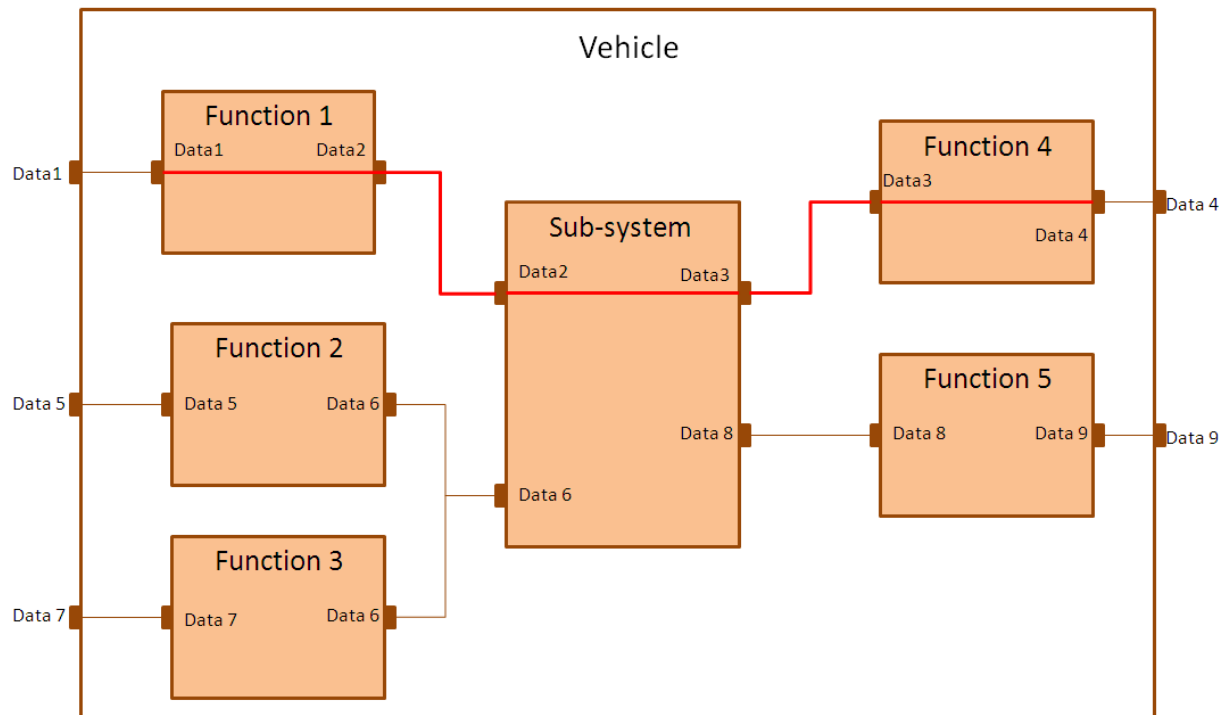 Vehicle
Function 1
Data1 Data2
Data1
Function 4
Data3
Data 4
Data 4
Sub-system
Data2 Data3
Data 8
Data 6
Function 2
Data 5
Data 5 Data 6
Function 5
Data 8 Data 9
Data 9
Function 3
Data 7
Data 7 Data 6